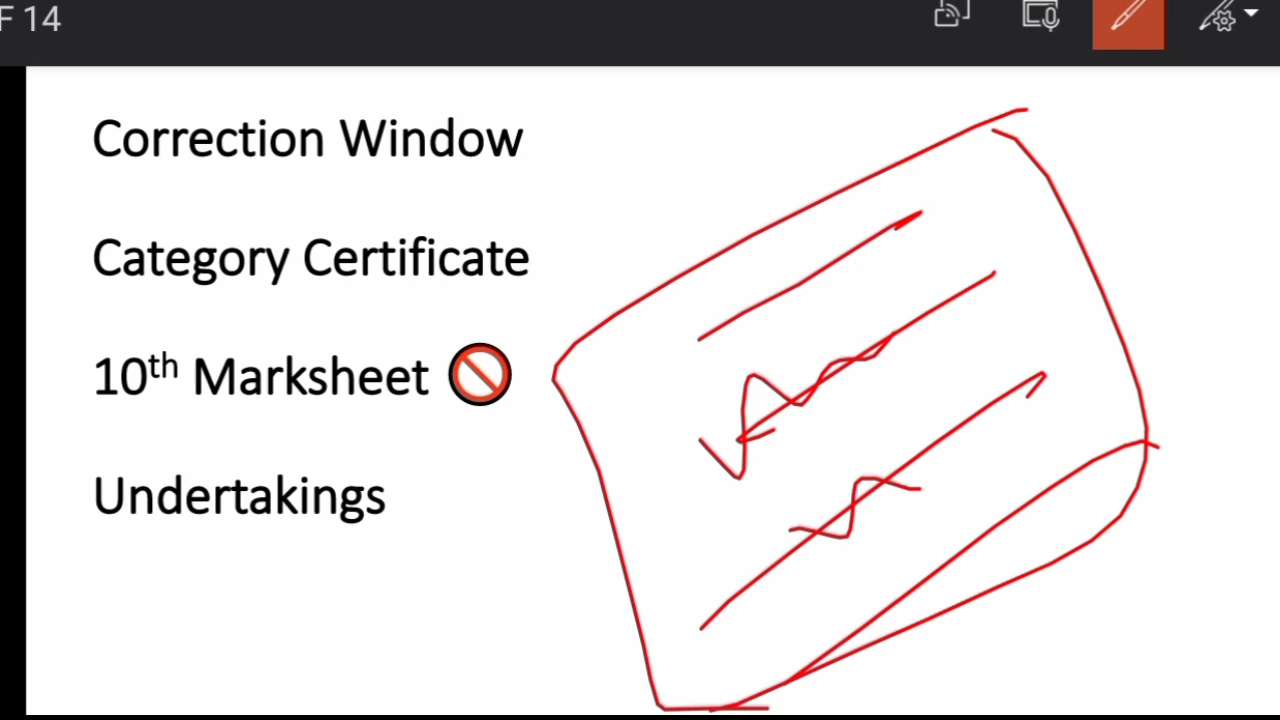 F 14
Correction Window
Category Certificate
10th Marksheet
Undertakings